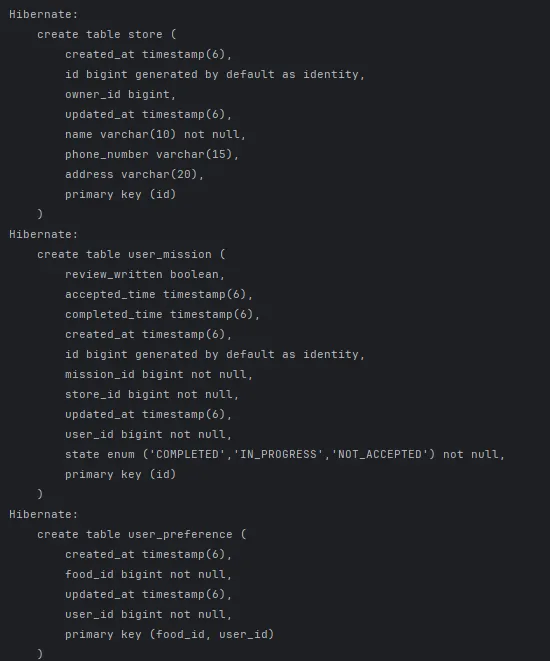 Hibernate:
    create table store (
        created_at timestamp(6),
        id bigint generated by default as identity,
        owner_id bigint,
        updated_at timestamp(6),
        name varchar(10) not null,
        phone_number varchar(15),
        address varchar(20),
        primary key (id)
    )
Hibernate:
    create table user_mission (
        review_written boolean,
        accepted_time timestamp(6),
        completed_time timestamp(6),
        created_at timestamp(6),
        id bigint generated by default as identity,
        mission_id bigint not null,
        store_id bigint not null,
        updated_at timestamp(6),
        user_id bigint not null,
        state enum ('COMPLETED','IN_PROGRESS','NOT_ACCEPTED') not null,
        primary key (id)
    )
Hibernate:
    create table user_preference (
        created_at timestamp(6),
        food_id bigint not null,
        updated_at timestamp(6),
        user_id bigint not null,
        primary key (food_id, user_id)
    )